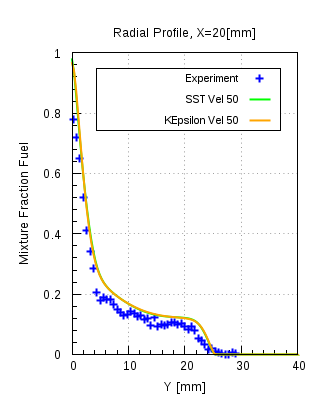 Radial Profile, X=20[mm]
Experiment
SST Vel 50
KEpsilon Vel 50
Mixture Fraction Fuel
1
0.8
0.6
0.4
0.2
0
0 10 20 30 40
Y [mm]